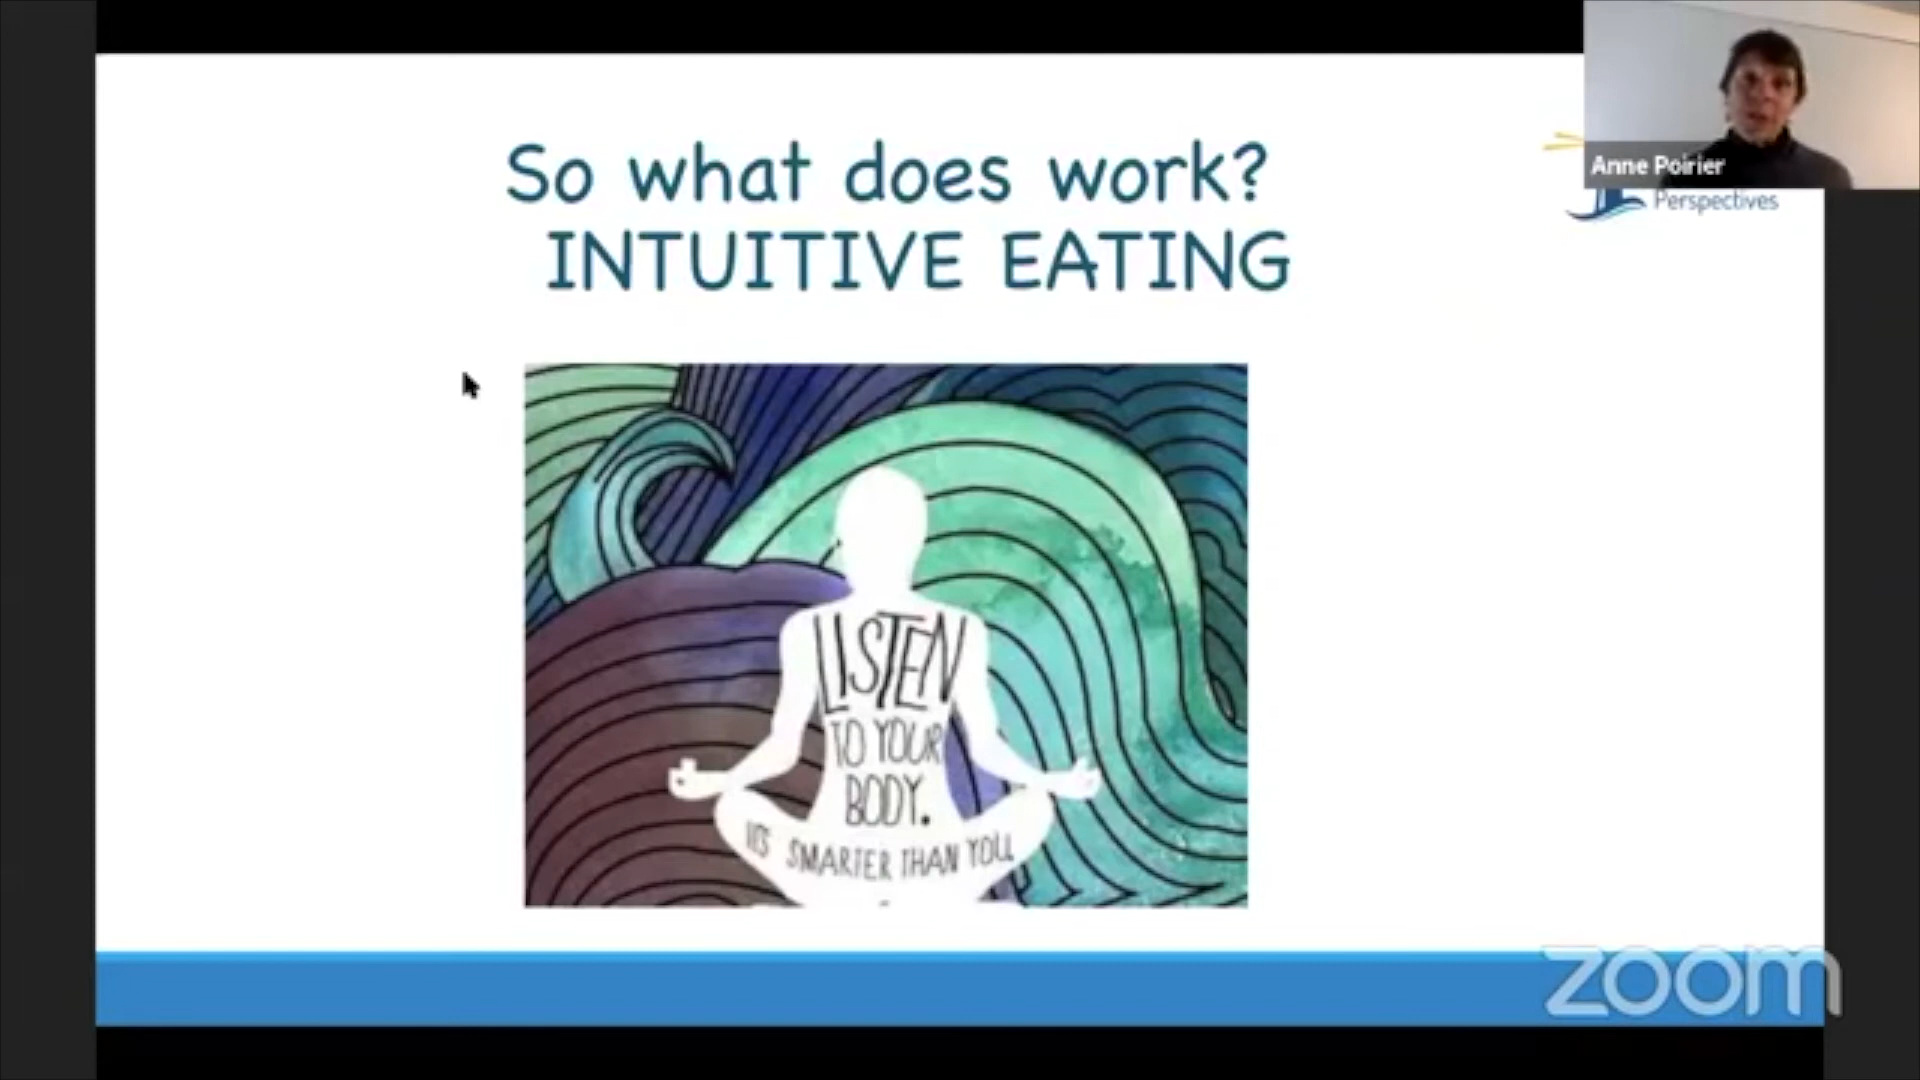 So what does work?
INTUITIVE EATING
Anne Poirier
Perspectives
LISTEN
TO YOUR
BODY.
IT'S SMARTER THAN YOU
zoom